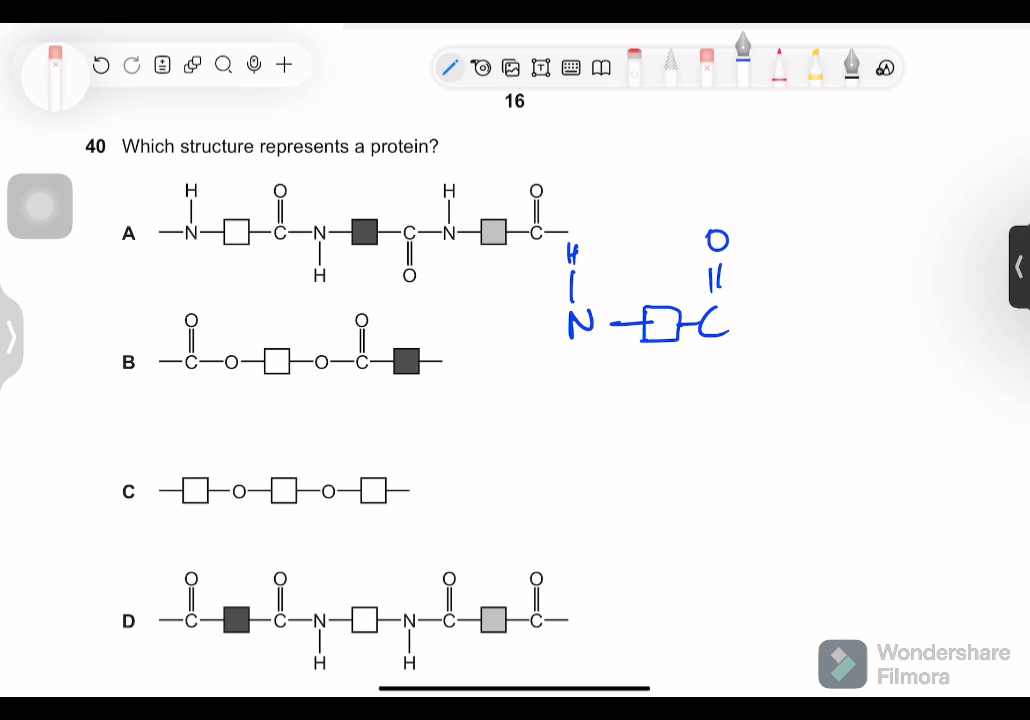 16
40 Which structure represents a protein?
H O H O
A N C N C N C
H O
H O
N C
O O
B C O O C
C O O
O O O O
D C C N N C C
H H
Wondershare
Filmora